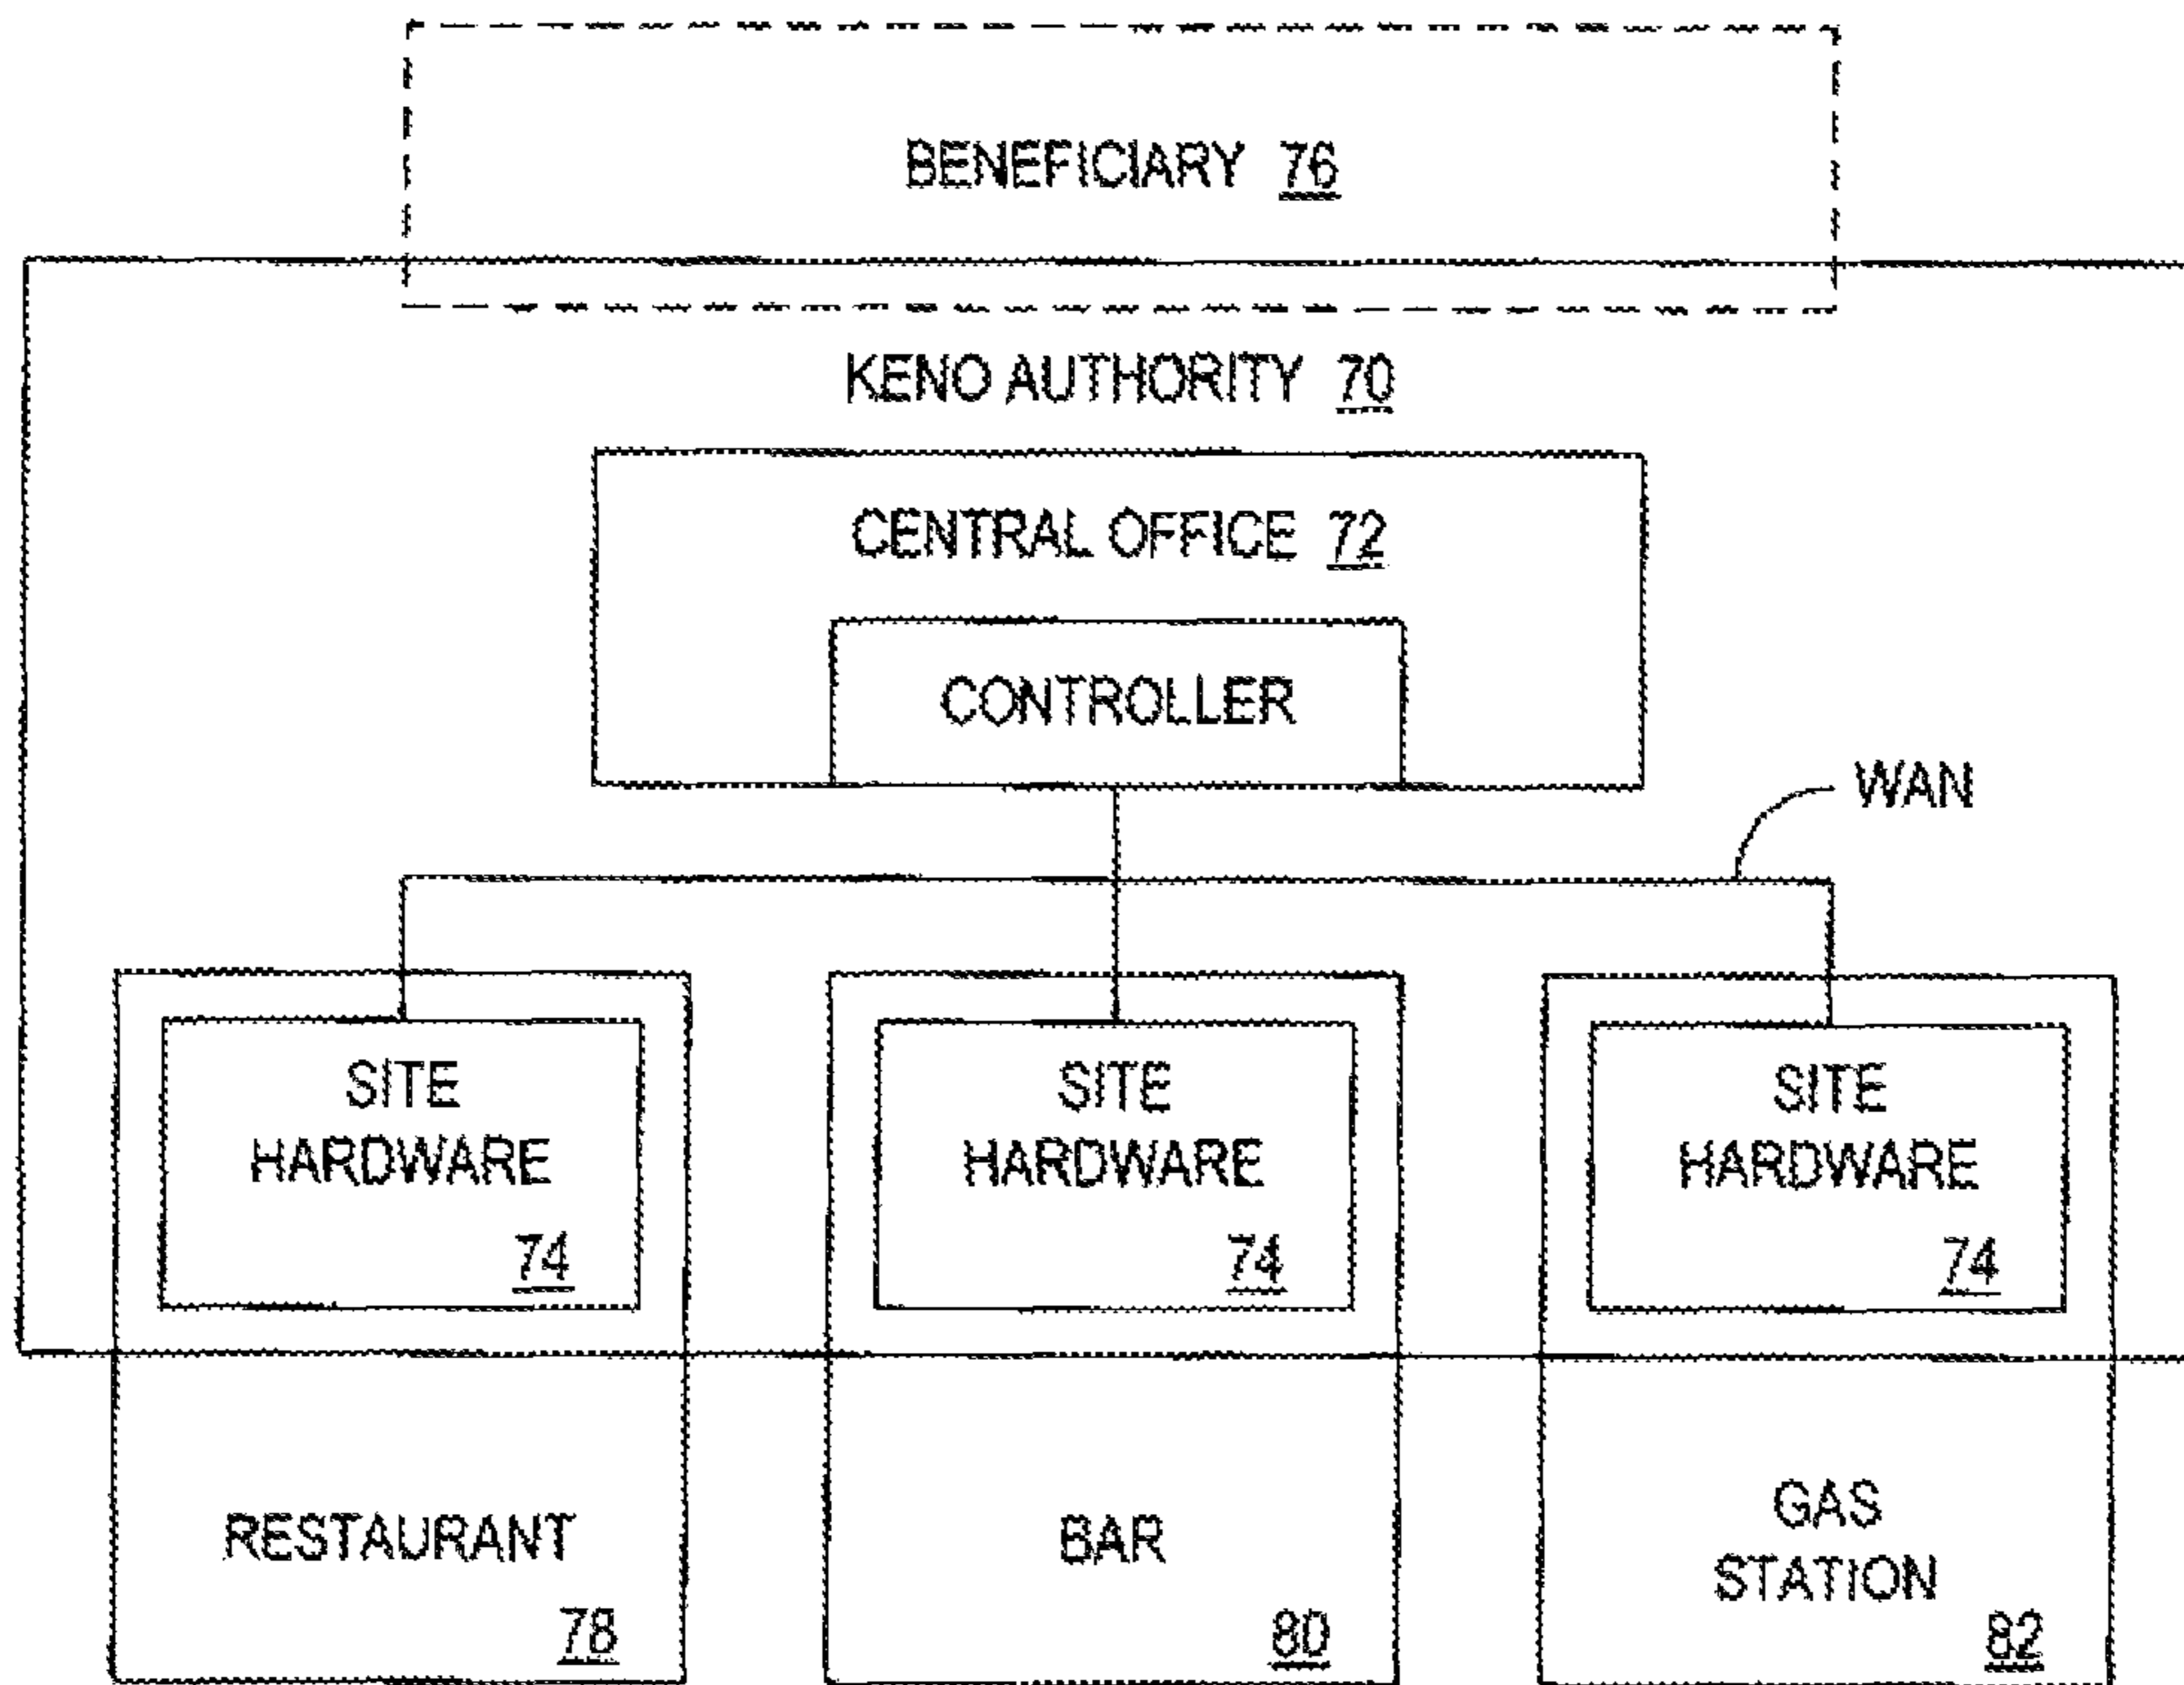 BENEFICIARY 76
KENO AUTHORITY 70
CENTRAL OFFICE 72
CONTROLLER
WAN
SITE
HARDWARE
74
SITE
HARDWARE
74
SITE
HARDWARE
74
RESTAURANT
78
BAR
80
GAS
STATION
82